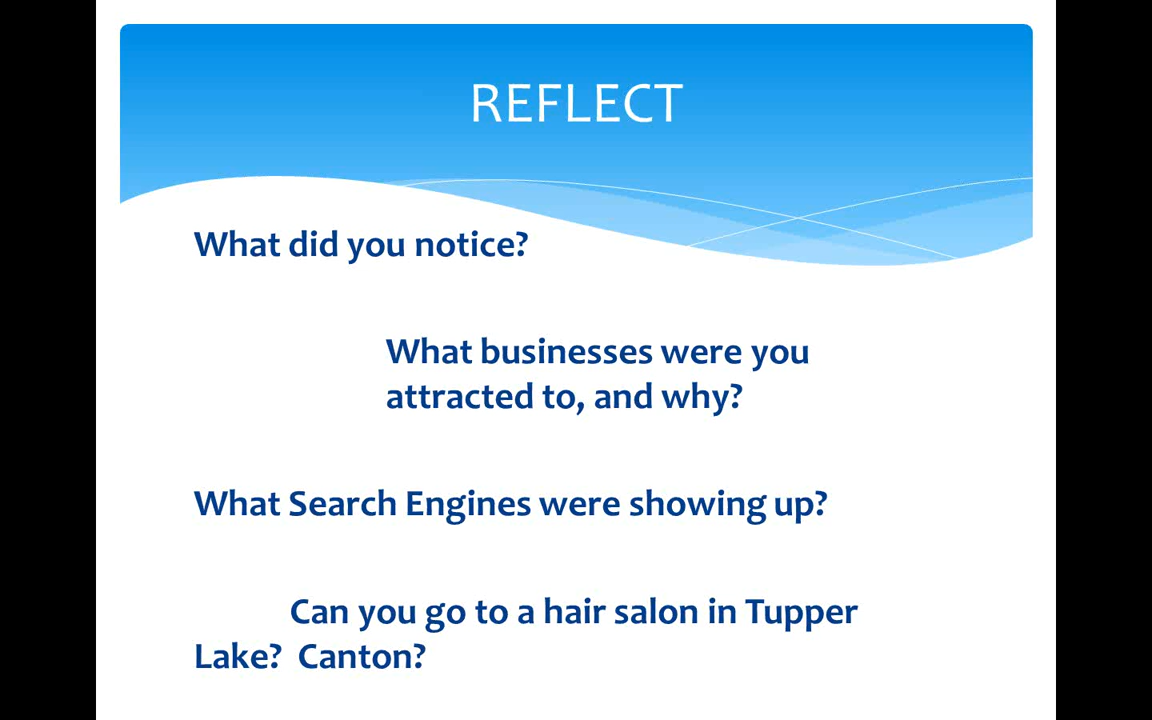 REFLECT
What did you notice?
What businesses were you
attracted to, and why?
What Search Engines were showing up?
Can you go to a hair salon in Tupper
Lake?  Canton?